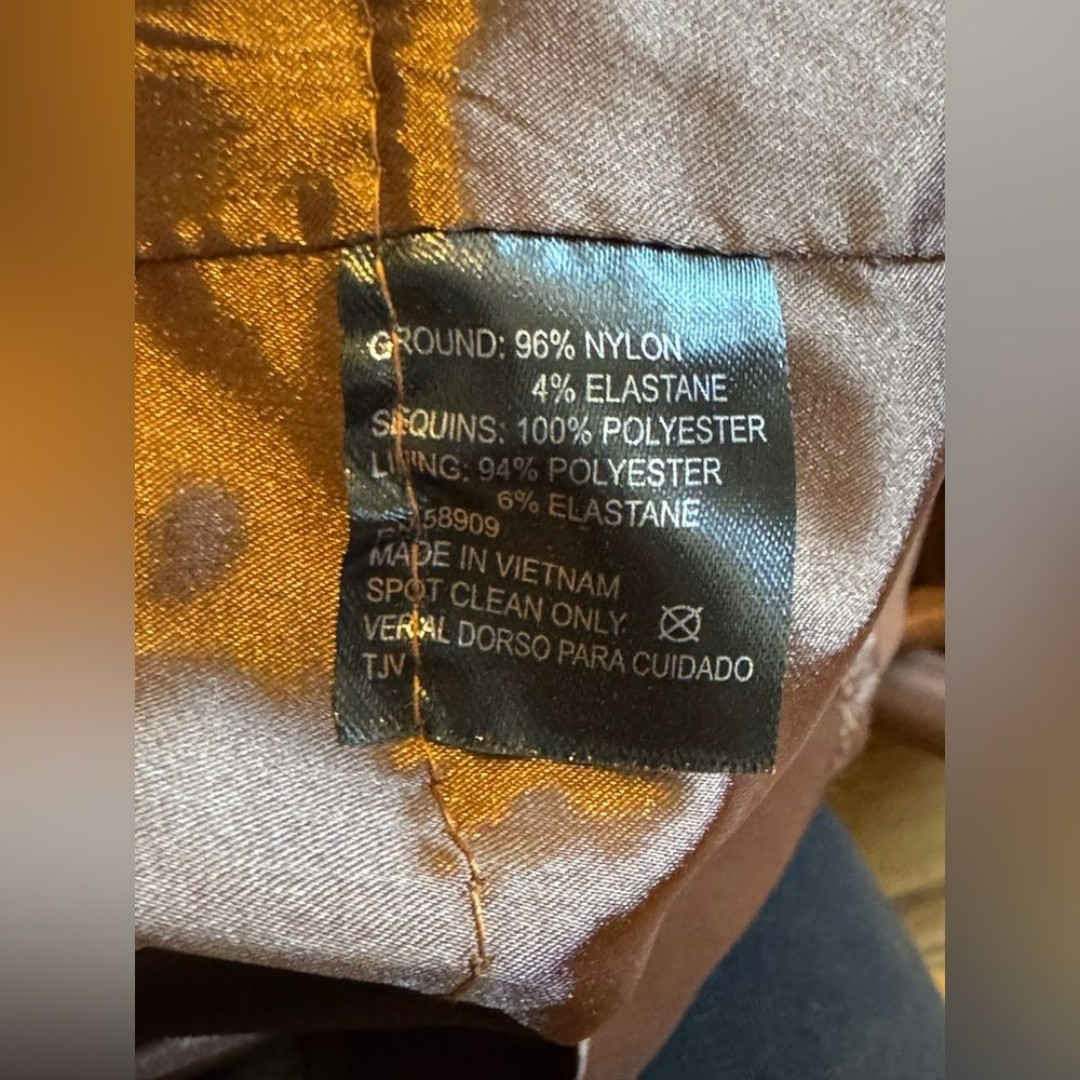 GROUND: 96% NYLON
4% ELASTANE
SEQUINS: 100% POLYESTER
LINING: 94% POLYESTER
6% ELASTANE
58909
MADE IN VIETNAM
SPOT CLEAN ONLY
VER AL DORSO PARA CUIDADO
TJV